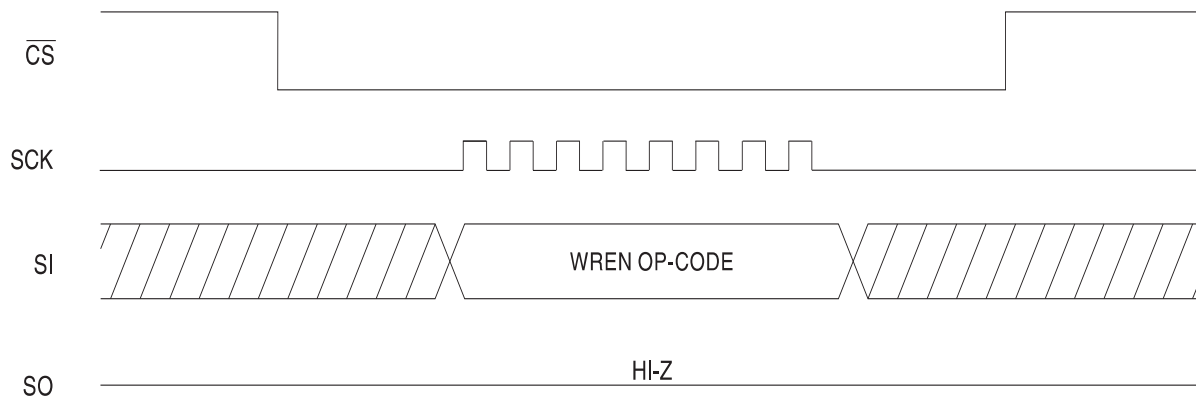 CS
SCK
SI
WREN OP-CODE
SO
HI-Z